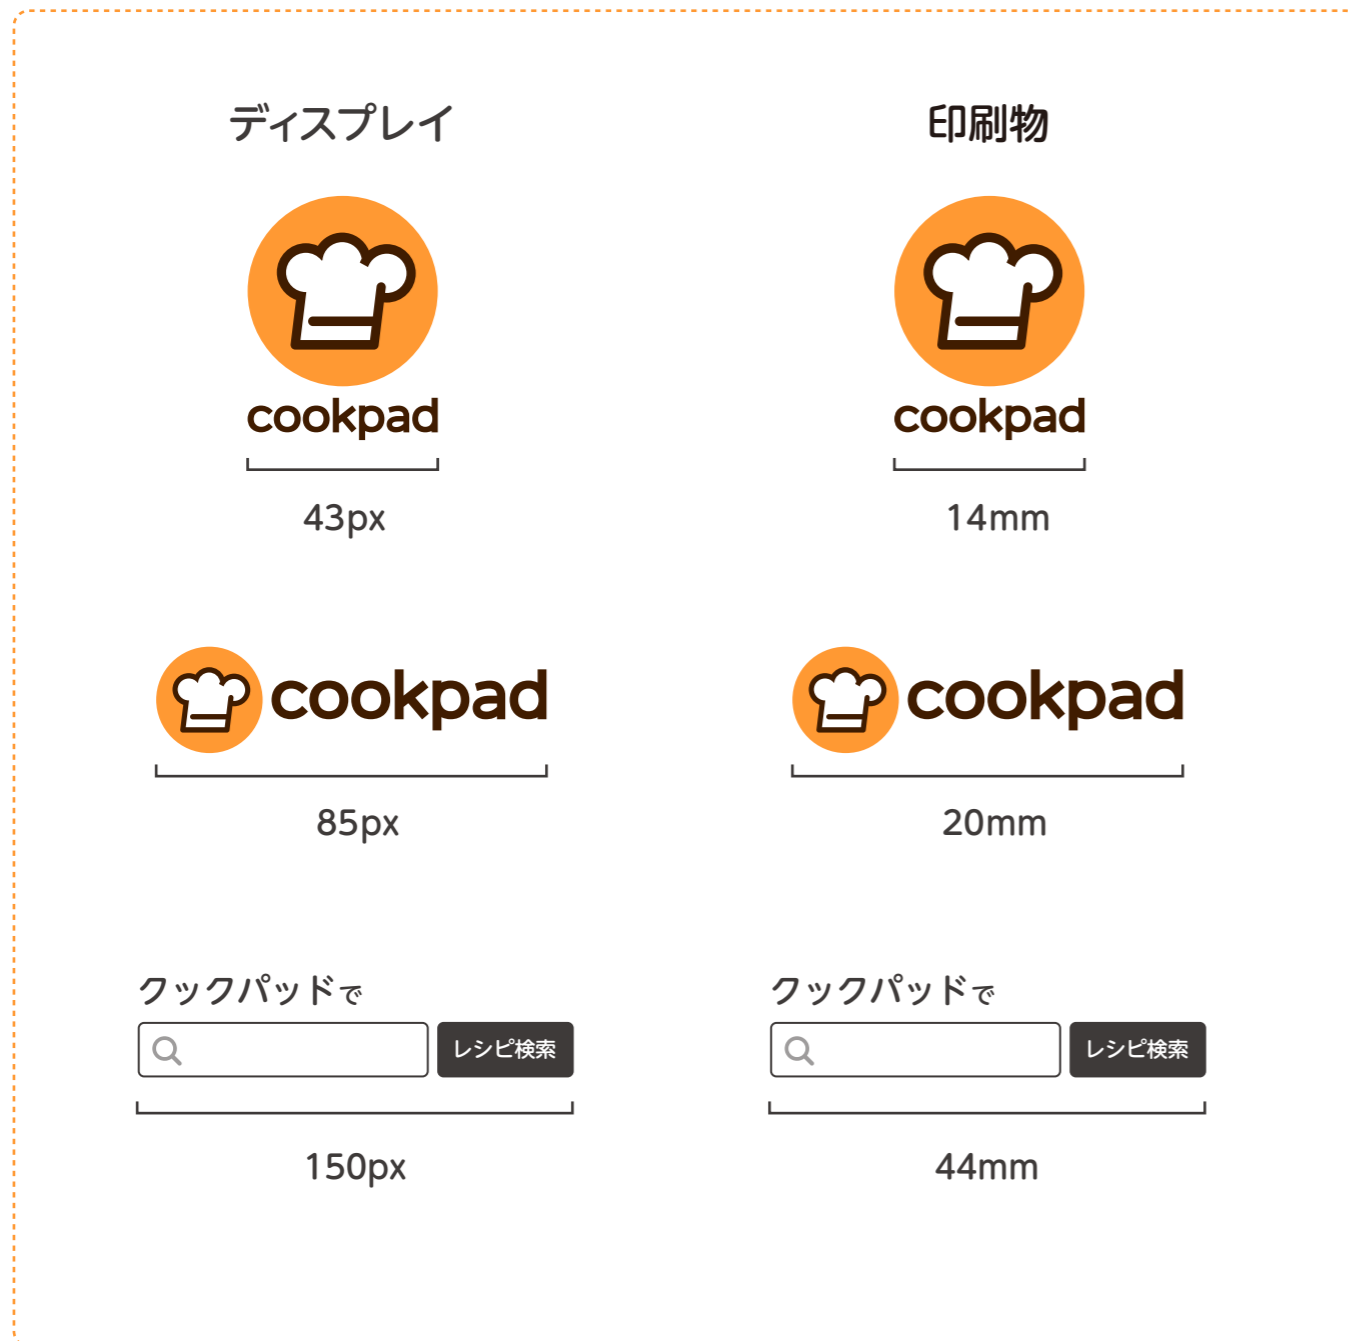 ディスプレイ
印刷物
cookpad
cookpad
43px
14mm
cookpad
cookpad
85px
20mm
クックパッドで
クックパッドで
レシピ検索
レシピ検索
150px
44mm